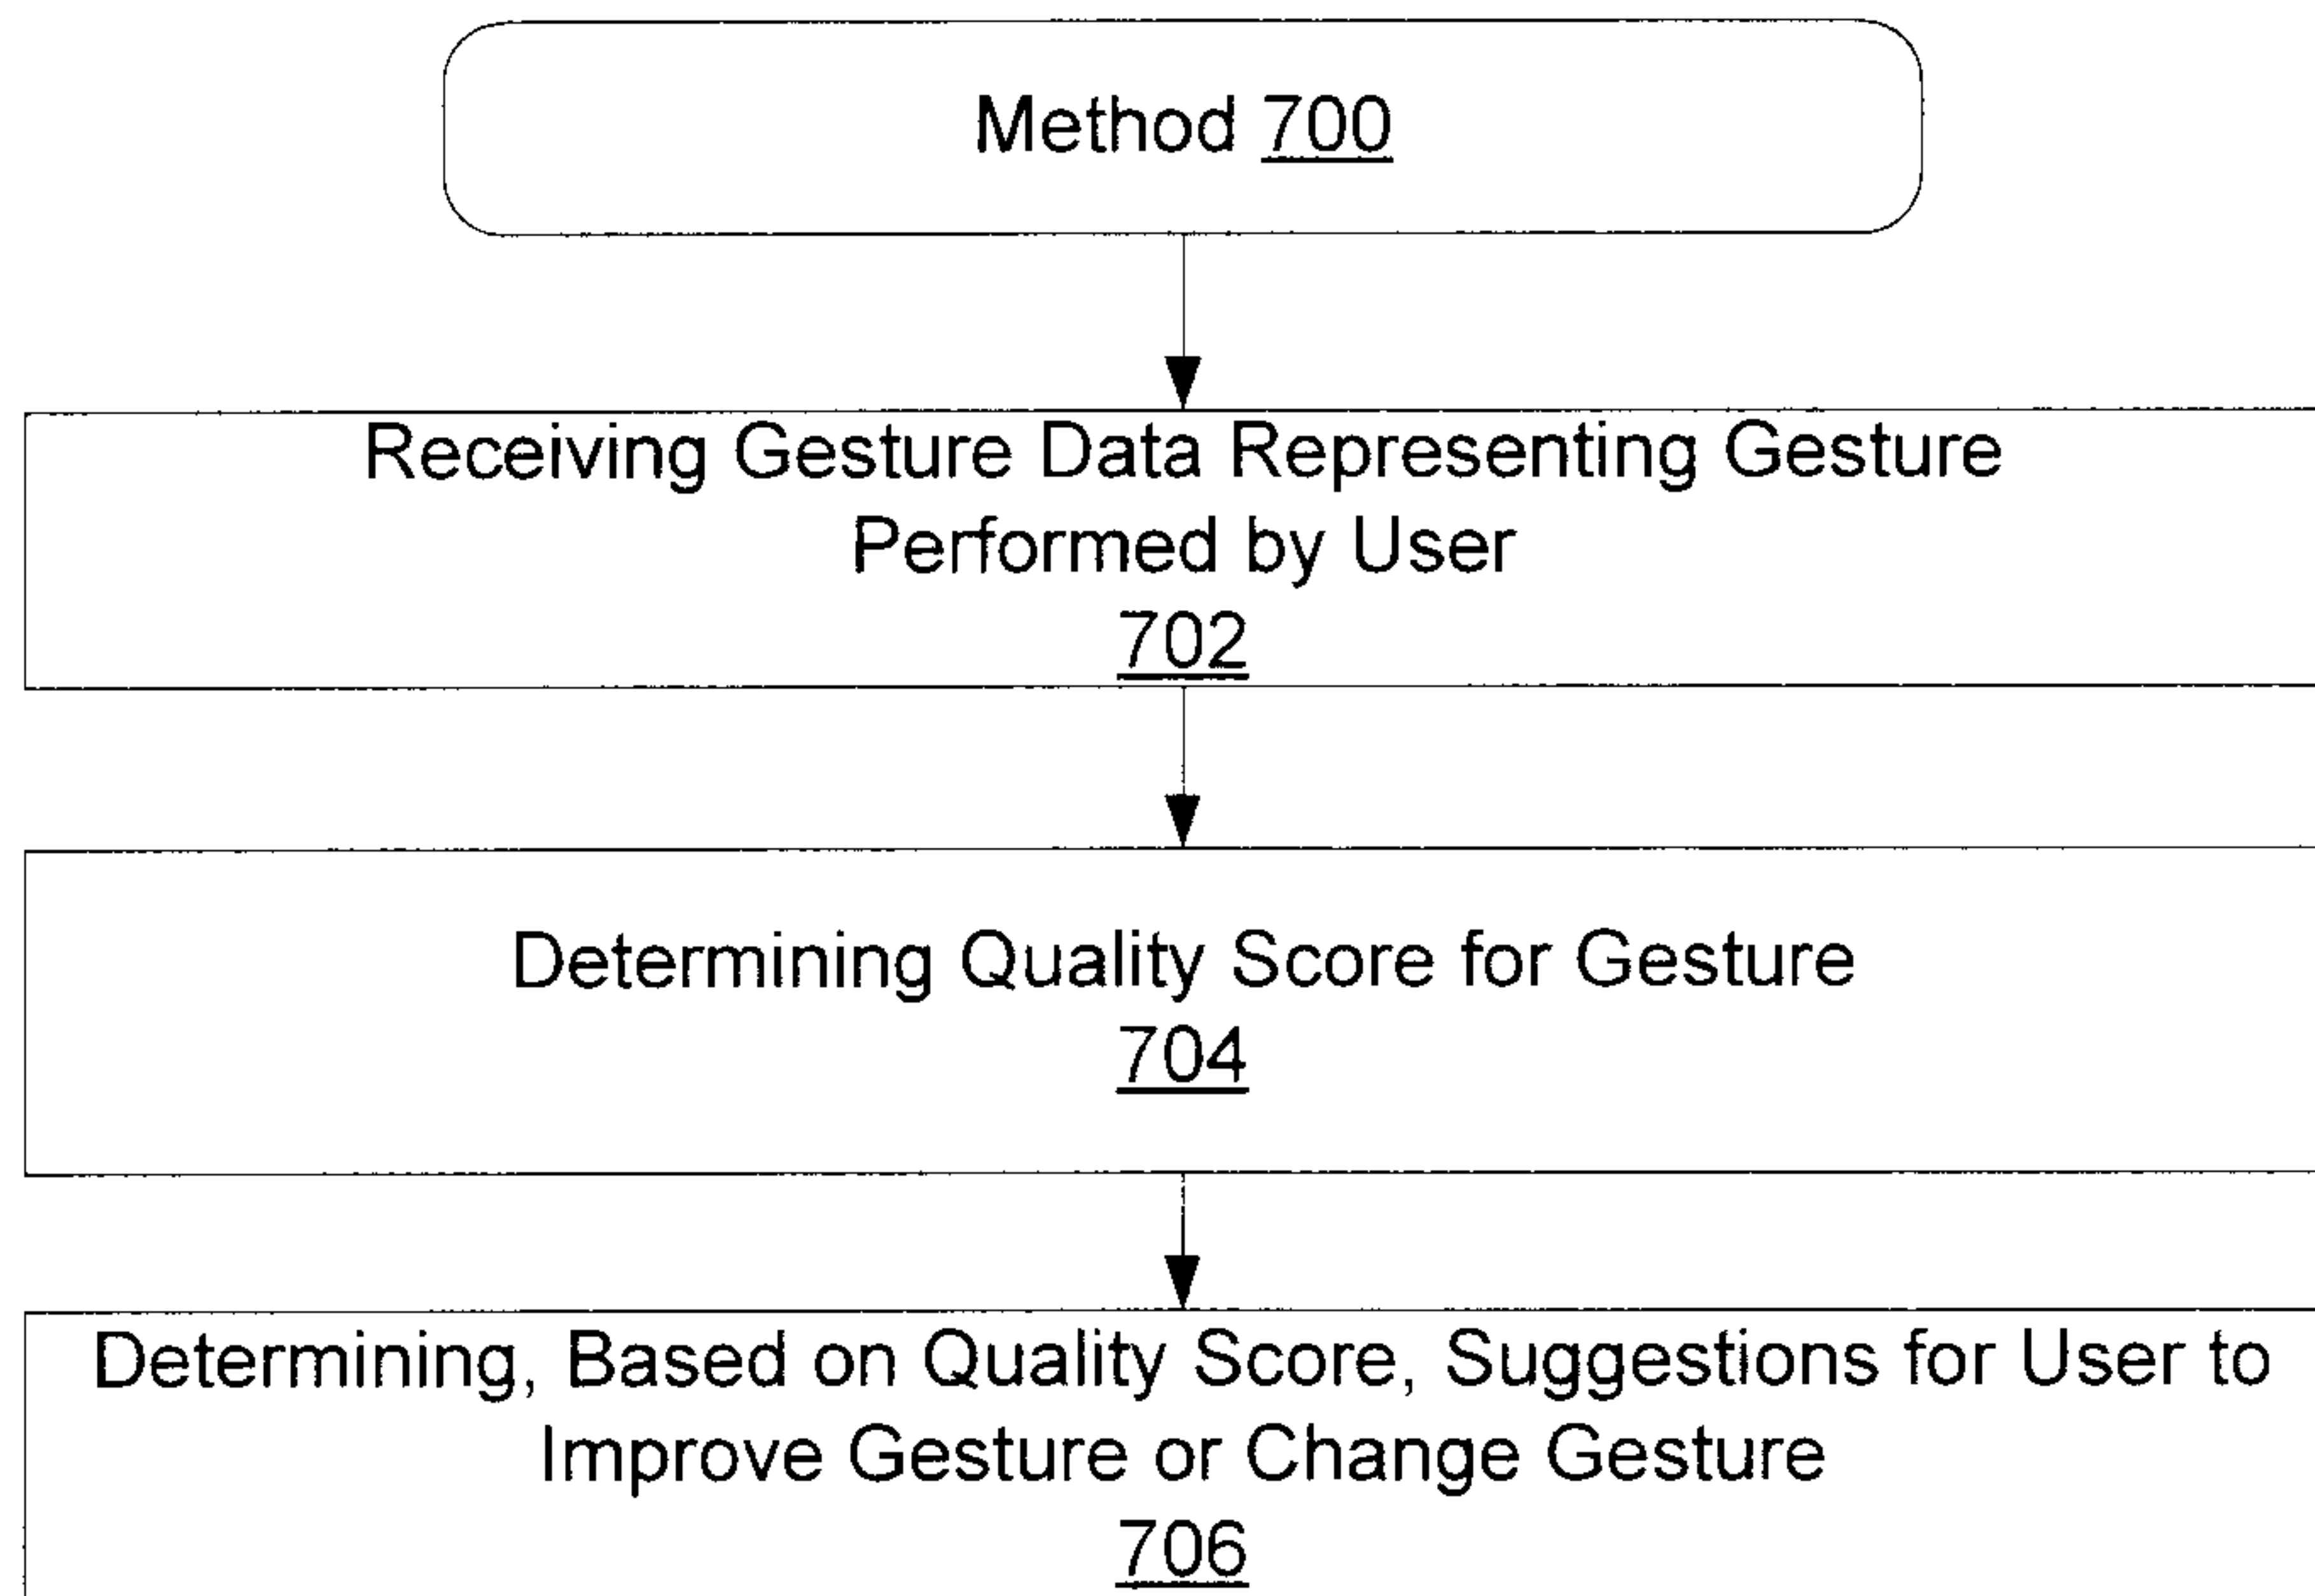 Method 700
Receiving Gesture Data Representing Gesture
Performed by User
702
Determining Quality Score for Gesture
704
Determining, Based on Quality Score, Suggestions for User to
Improve Gesture or Change Gesture
706